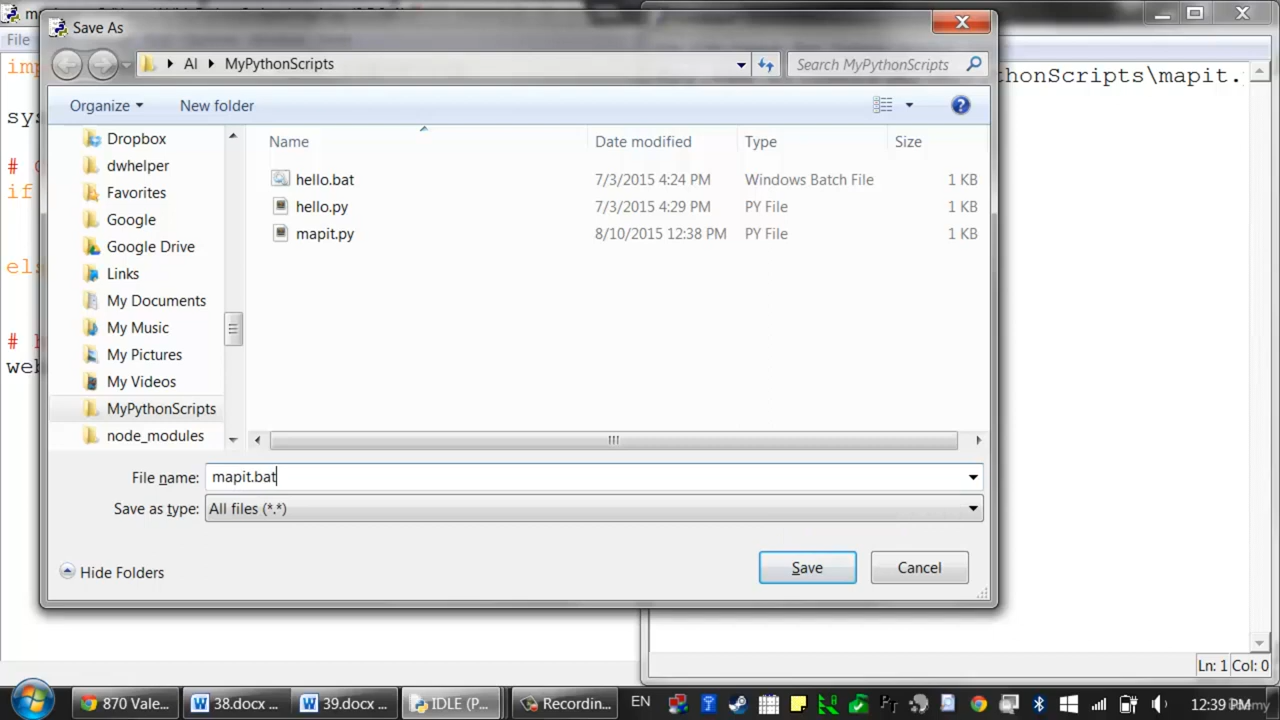 Save As
File
AI MyPythonScripts
Search MyPythonScripts
thonScripts\mapit.
Organize New folder
Name Date modified Type Size
hello.bat 7/3/2015 4:24 PM Windows Batch File 1 KB
hello.py 7/3/2015 4:29 PM PY File 1 KB
mapit.py 8/10/2015 12:38 PM PY File 1 KB
Dropbox
dwhelper
Favorites
Google
Google Drive
Links
My Documents
My Music
My Pictures
My Videos
MyPythonScripts
node_modules
imp
sys
#
if
els
#
web
File name: mapit.bat
Save as type: All files (*.*)
Hide Folders
Save Cancel
Ln: 1 Col: 0
870 Vale...
38.docx ...
39.docx ...
IDLE (P...
Recordin...
EN
12:39 PM